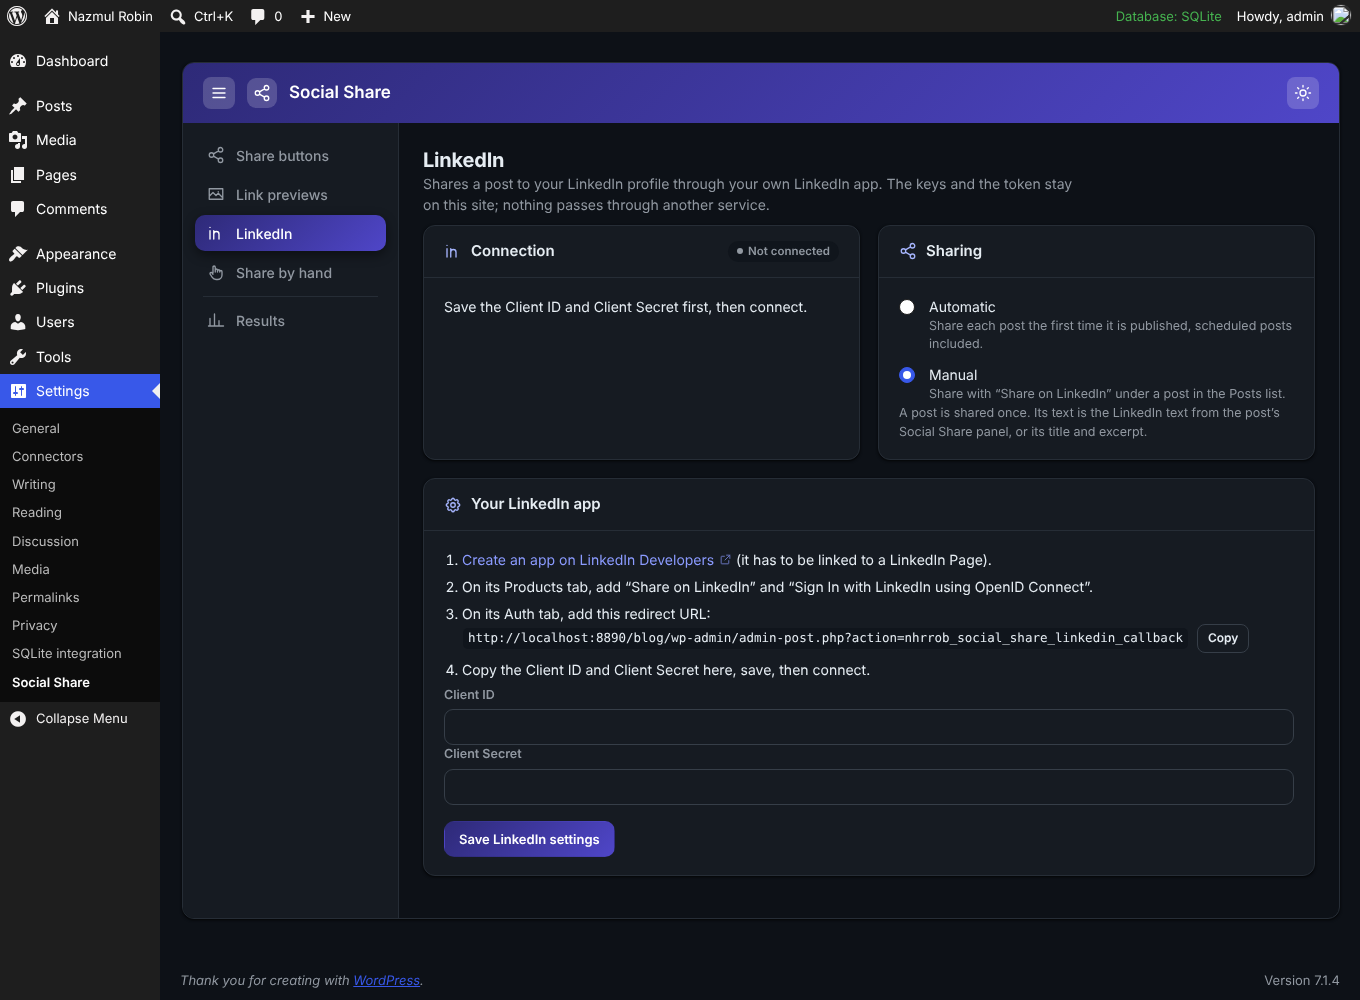 Nazmul Robin
Ctrl+K
0
New
Database: SQLite
Howdy, admin
Dashboard
Posts
Media
Pages
Comments
Appearance
Plugins
Users
Tools
Settings
General
Connectors
Writing
Reading
Discussion
Media
Permalinks
Privacy
SQLite integration
Social Share
Collapse Menu
Social Share
Share buttons
Link previews
LinkedIn
Share by hand
Results
LinkedIn
Shares a post to your LinkedIn profile through your own LinkedIn app. The keys and the token stay
on this site; nothing passes through another service.
Connection
Not connected
Save the Client ID and Client Secret first, then connect.
Sharing
Automatic
Share each post the first time it is published, scheduled posts
included.
Manual
Share with “Share on LinkedIn” under a post in the Posts list.
A post is shared once. Its text is the LinkedIn text from the post’s
Social Share panel, or its title and excerpt.
Your LinkedIn app
1. Create an app on LinkedIn Developers (it has to be linked to a LinkedIn Page).
2. On its Products tab, add “Share on LinkedIn” and “Sign In with LinkedIn using OpenID Connect”.
3. On its Auth tab, add this redirect URL:
http://localhost:8890/blog/wp-admin/admin-post.php?action=nhrrob_social_share_linkedin_callback
Copy
4. Copy the Client ID and Client Secret here, save, then connect.
Client ID
Client Secret
Save LinkedIn settings
Thank you for creating with WordPress.
Version 7.1.4